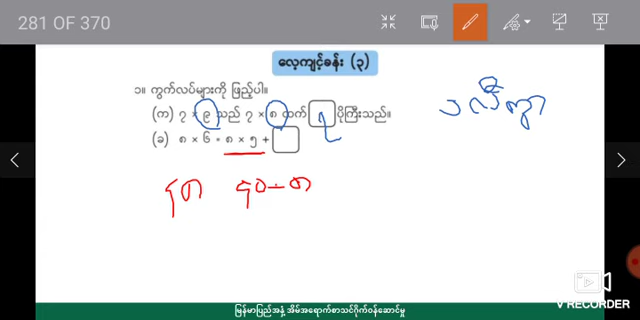 281 OF 370
လေ့ကျင့်ခန်း (၃)
၁။ ကွက်လပ်များကို ဖြည့်ပါ။
(က) ၇ × ၉ သည် ၇ × ၈ ထက် ၇ ပိုကြီးသည်။
(ခ) ၈ × ၆ = ၈ × ၅ +
၄၈ ၄၀ ၈
မြန်မာပြည်အနှံ့ အိမ်အရောက်စာသင်ဝိုက်ဝန်ဆောင်မှု
V RECORDER